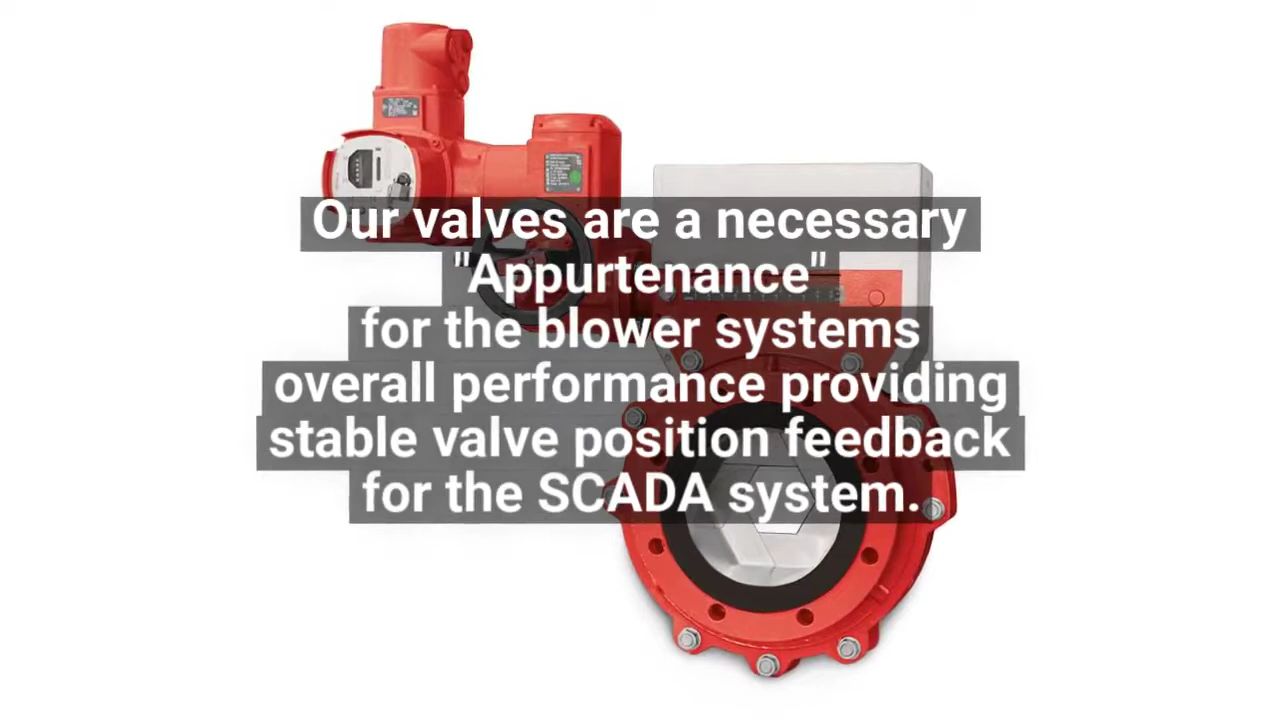 Our valves are a necessary
"Appurtenance"
for the blower systems
overall performance providing
stable valve position feedback
for the SCADA system.